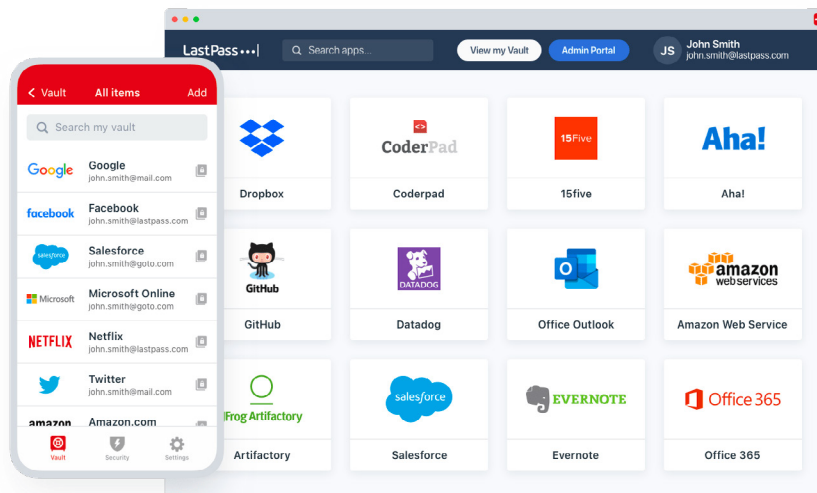 LastPass•••|
Search apps...
View my Vault
Admin Portal
JS
John Smith
john.smith@lastpass.com
Vault
All items
Add
Search my vault
Google
Google
john.smith@mail.com
facebook
Facebook
john.smith@lastpass.com
salesforce
Salesforce
john.smith@goto.com
Microsoft
Microsoft Online
john.smith@goto.com
NETFLIX
Netflix
john.smith@lastpass.com
Twitter
john.smith@mail.com
amazon
Amazon.com
Vault
Security
Settings
Dropbox
<>
CoderPad
Coderpad
15Five
15five
Aha!
Aha!
GitHub
GitHub
DATADOG
Datadog
O
Office Outlook
amazon
webservices
Amazon Web Service
Frog Artifactory
Artifactory
salesforce
Salesforce
EVERNOTE
Evernote
Office 365
Office 365